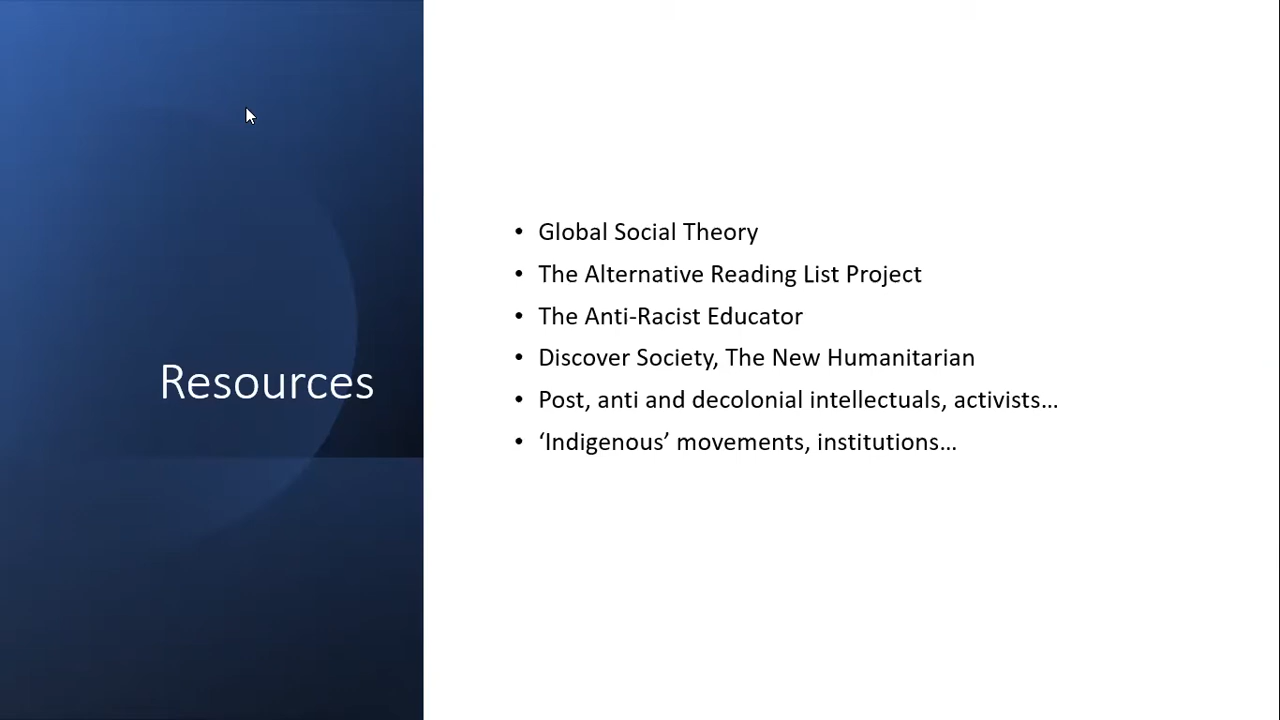 Resources
• Global Social Theory
• The Alternative Reading List Project
• The Anti-Racist Educator
• Discover Society, The New Humanitarian
• Post, anti and decolonial intellectuals, activists…
• ‘Indigenous’ movements, institutions…